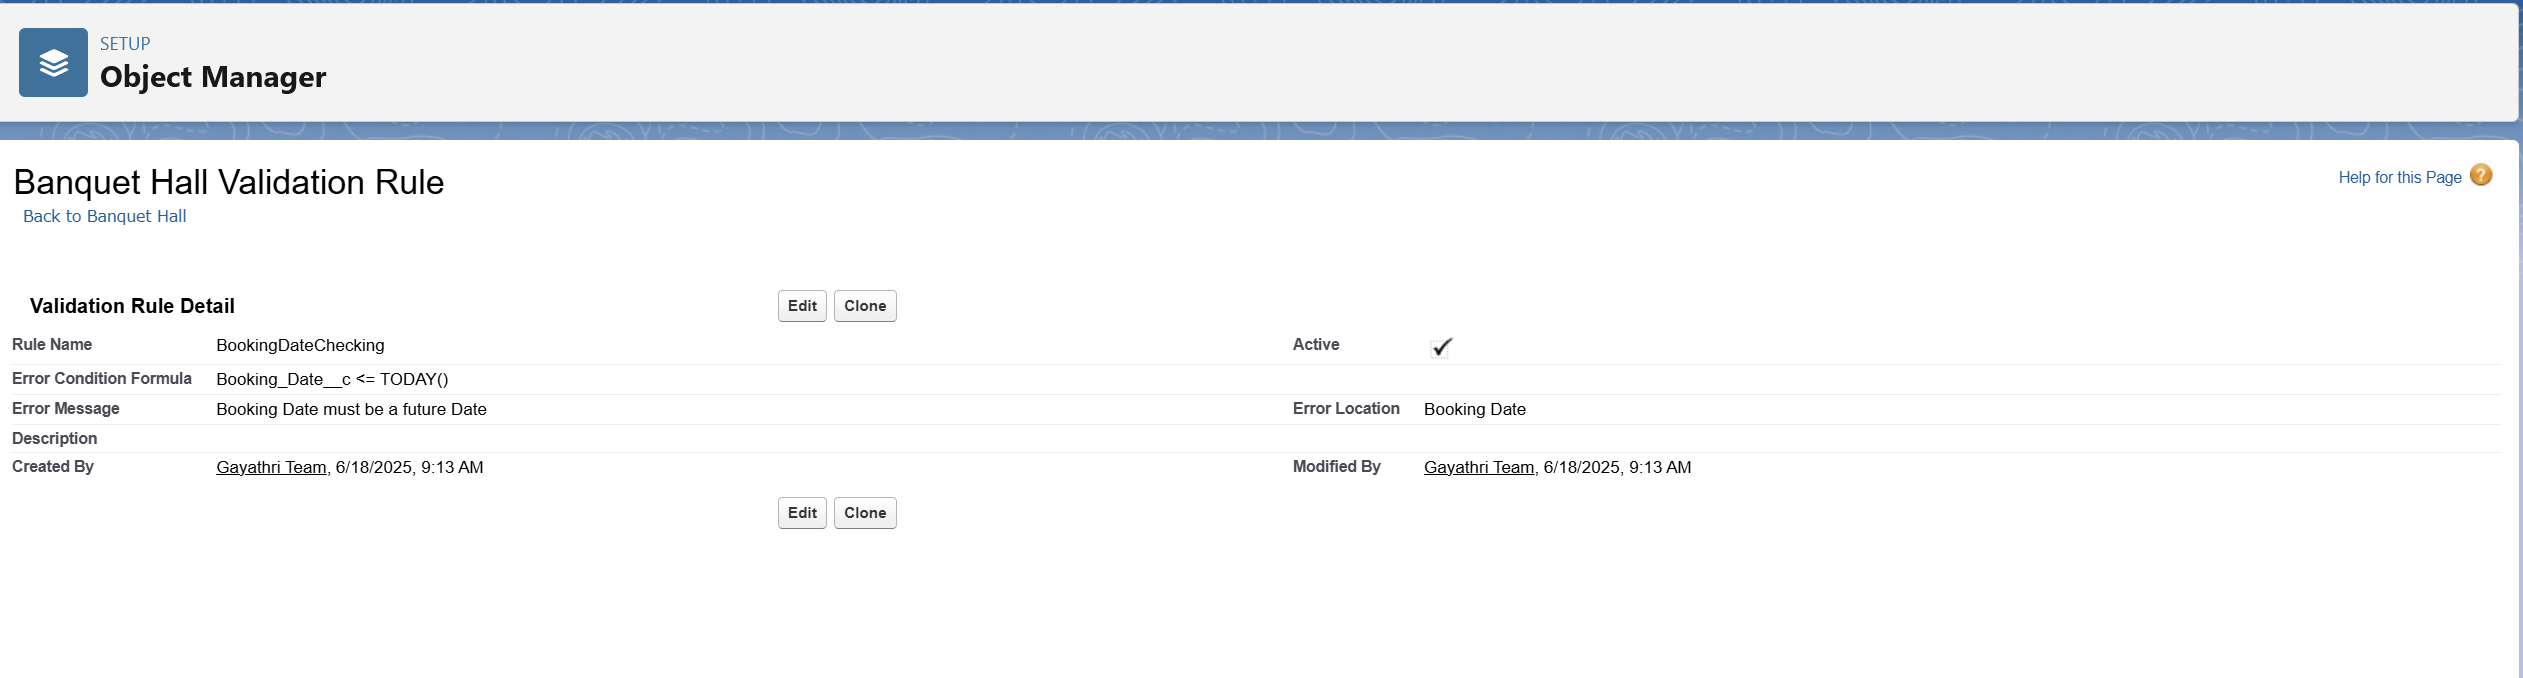 SETUP
Object Manager
Banquet Hall Validation Rule
Help for this Page ?
Back to Banquet Hall
Validation Rule Detail
Edit Clone
Rule Name BookingDateChecking Active
Error Condition Formula Booking_Date__c <= TODAY()
Error Message Booking Date must be a future Date Error Location Booking Date
Description
Created By Gayathri Team, 6/18/2025, 9:13 AM Modified By Gayathri Team, 6/18/2025, 9:13 AM
Edit Clone